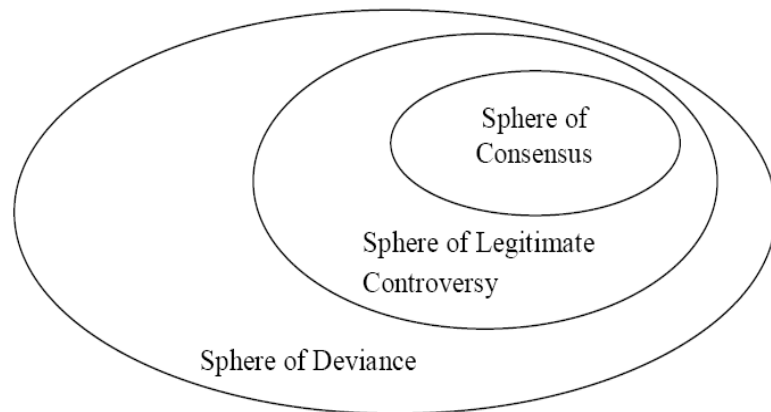 Sphere of
Consensus
Sphere of Legitimate
Controversy
Sphere of Deviance